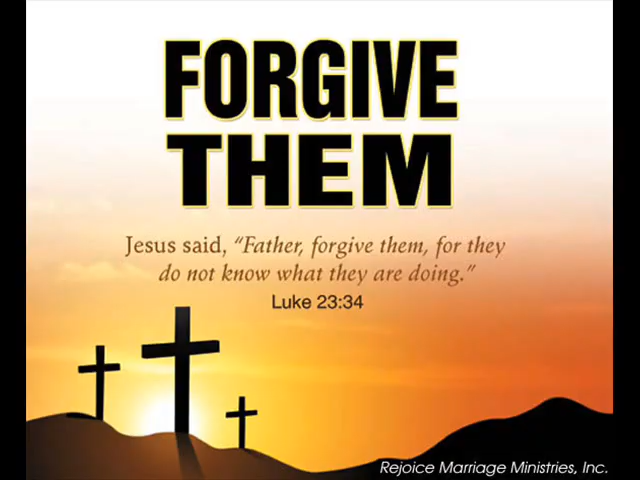 FORGIVE
THEM
Jesus said, “Father, forgive them, for they
do not know what they are doing.”
Luke 23:34
Rejoice Marriage Ministries, Inc.